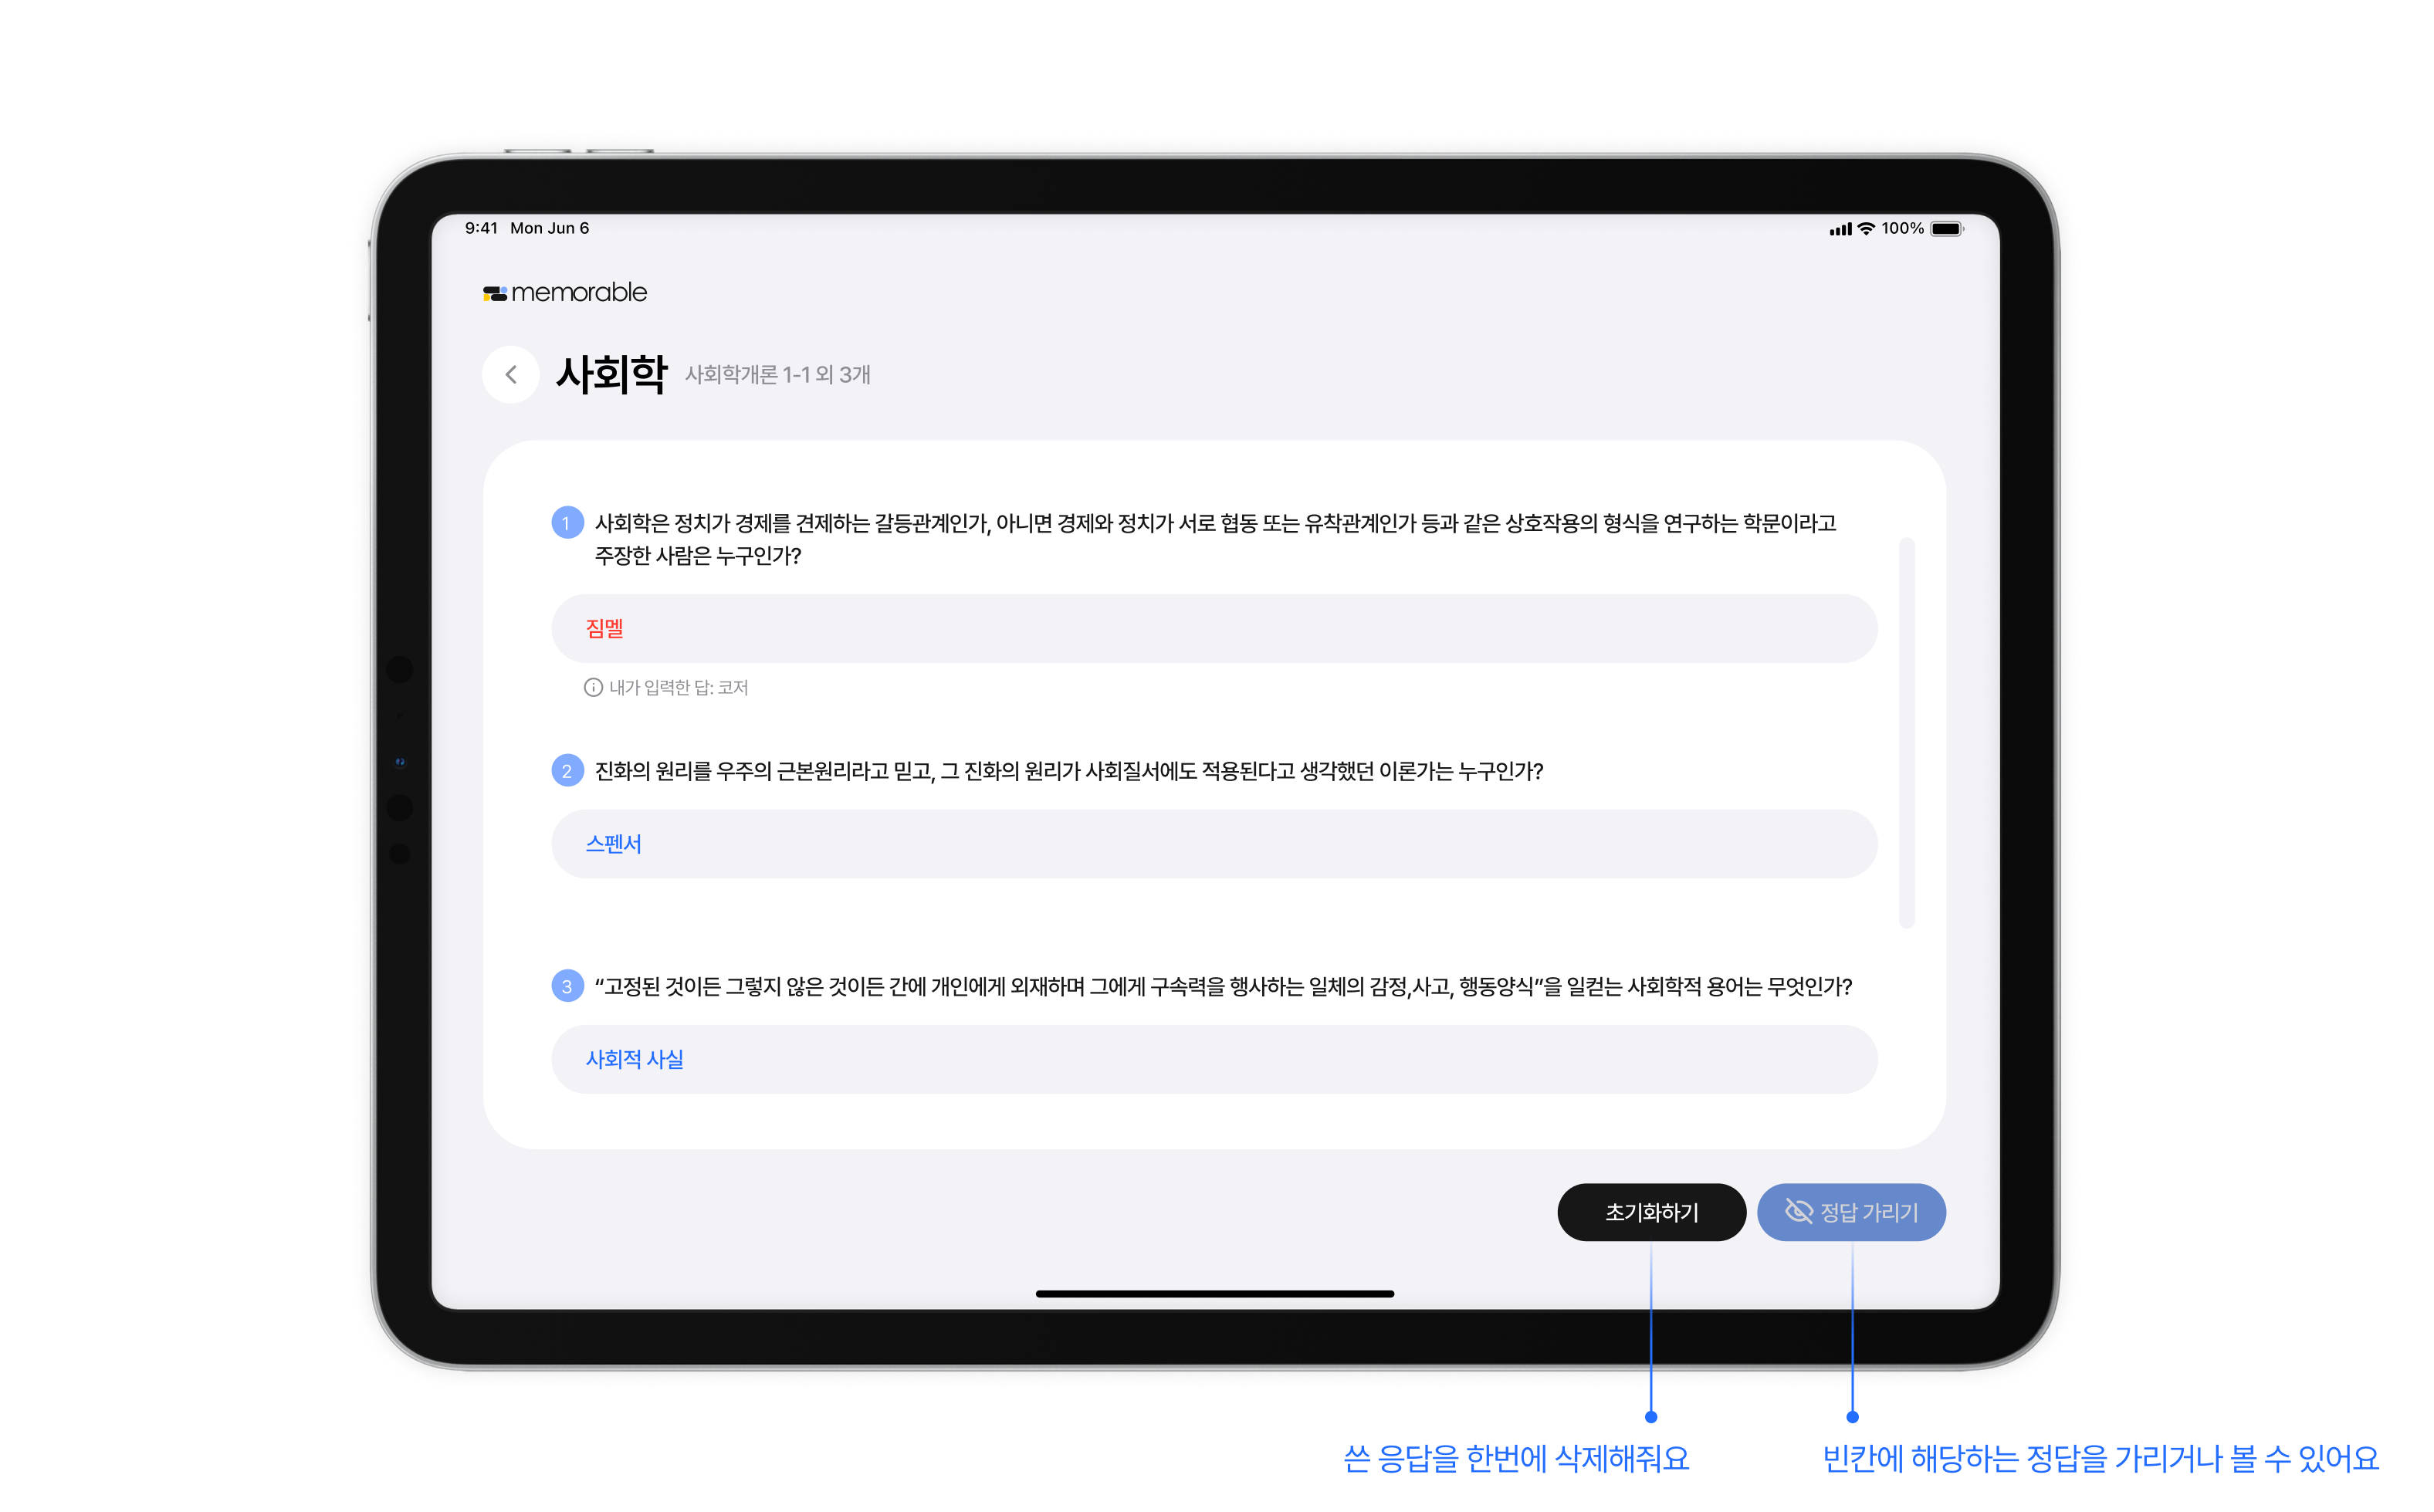 9:41 Mon Jun 6
100%
memorable
사회학 사회학개론 1-1 외 3개
1 사회학은 정치가 경제를 견제하는 갈등관계인가, 아니면 경제와 정치가 서로 협동 또는 유착관계인가 등과 같은 상호작용의 형식을 연구하는 학문이라고
주장한 사람은 누구인가?
짐멜
내가 입력한 답: 코저
2 진화의 원리를 우주의 근본원리라고 믿고, 그 진화의 원리가 사회질서에도 적용된다고 생각했던 이론가는 누구인가?
스펜서
3 “고정된 것이든 그렇지 않은 것이든 간에 개인에게 외재하며 그에게 구속력을 행사하는 일체의 감정,사고, 행동양식”을 일컫는 사회학적 용어는 무엇인가?
사회적 사실
초기화하기
정답 가리기
쓴 응답을 한번에 삭제해줘요
빈칸에 해당하는 정답을 가리거나 볼 수 있어요